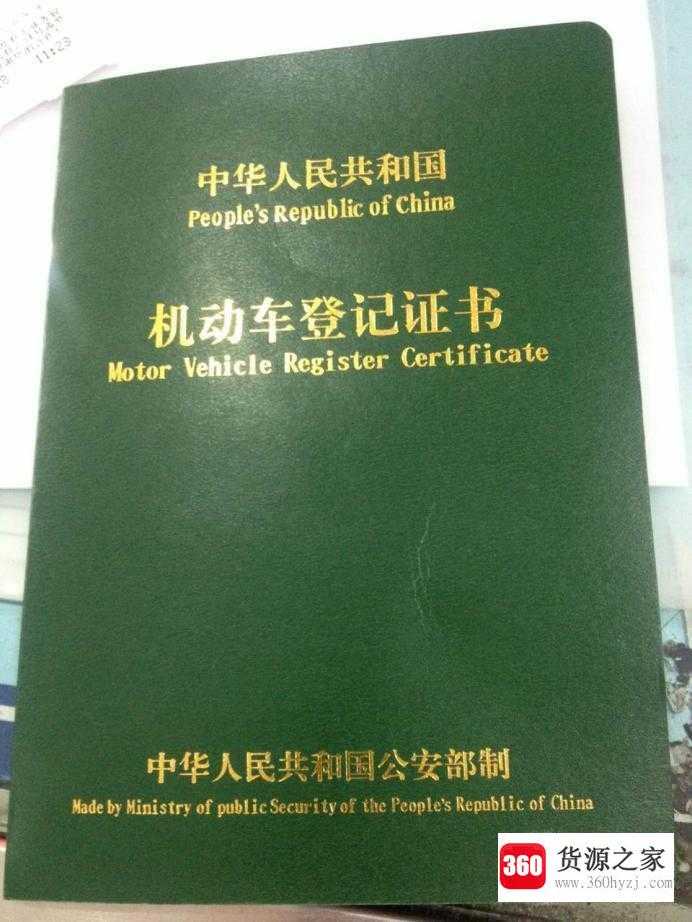 11:23
中华人民共和国
People's Republic of China
机动车登记证书
Motor Vehicle Register Certificate
中华人民共和国公安部制
Made by Ministry of public Security of the People's Republic of China
360 货源之家
www.360hyzj.com